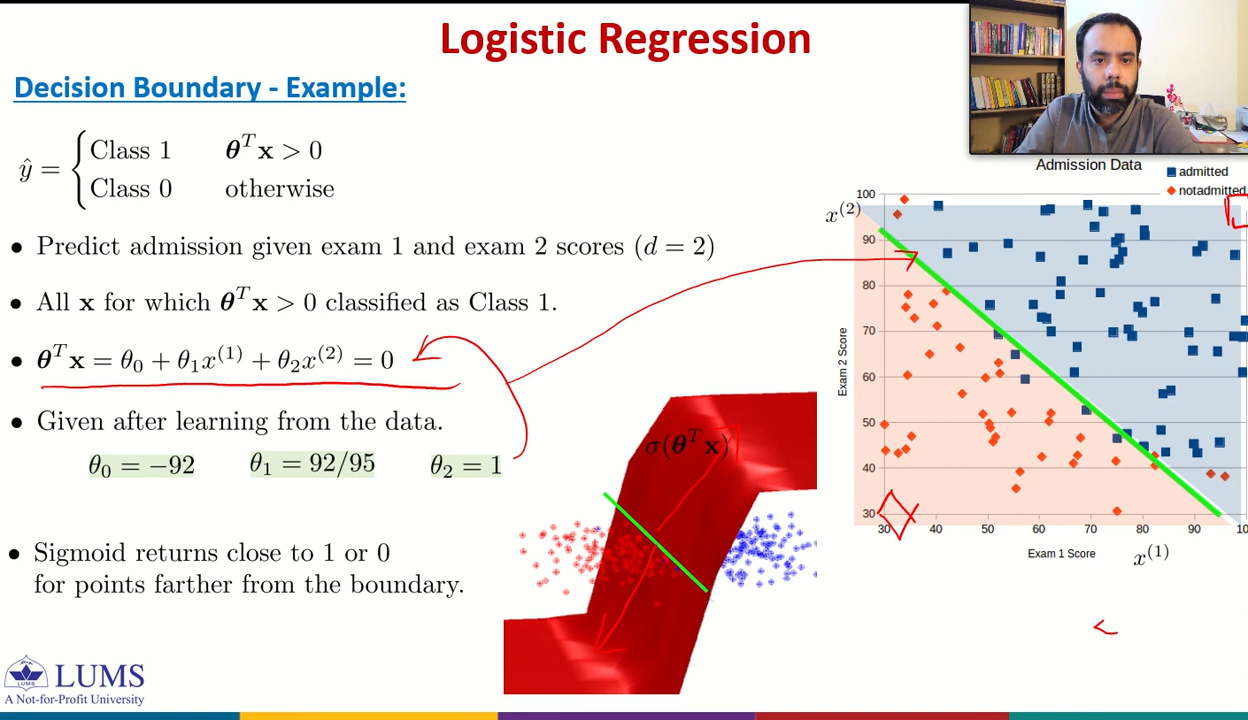 Logistic Regression
Decision Boundary - Example:
ŷ = { Class 1 θᵀx > 0
Class 0 otherwise
• Predict admission given exam 1 and exam 2 scores (d = 2)
• All x for which θᵀx > 0 classified as Class 1.
• θᵀx = θ₀ + θ₁x⁽¹⁾ + θ₂x⁽²⁾ = 0
• Given after learning from the data.
θ₀ = −92 θ₁ = 92/95 θ₂ = 1
• Sigmoid returns close to 1 or 0
for points farther from the boundary.
σ(θᵀx)
Admission Data
admitted
notadmitted
x⁽²⁾
Exam 2 Score
100
90
80
70
60
50
40
30
30 40 50 60 70 80 90 10
Exam 1 Score
x⁽¹⁾
LUMS
LUMS
A Not-for-Profit University